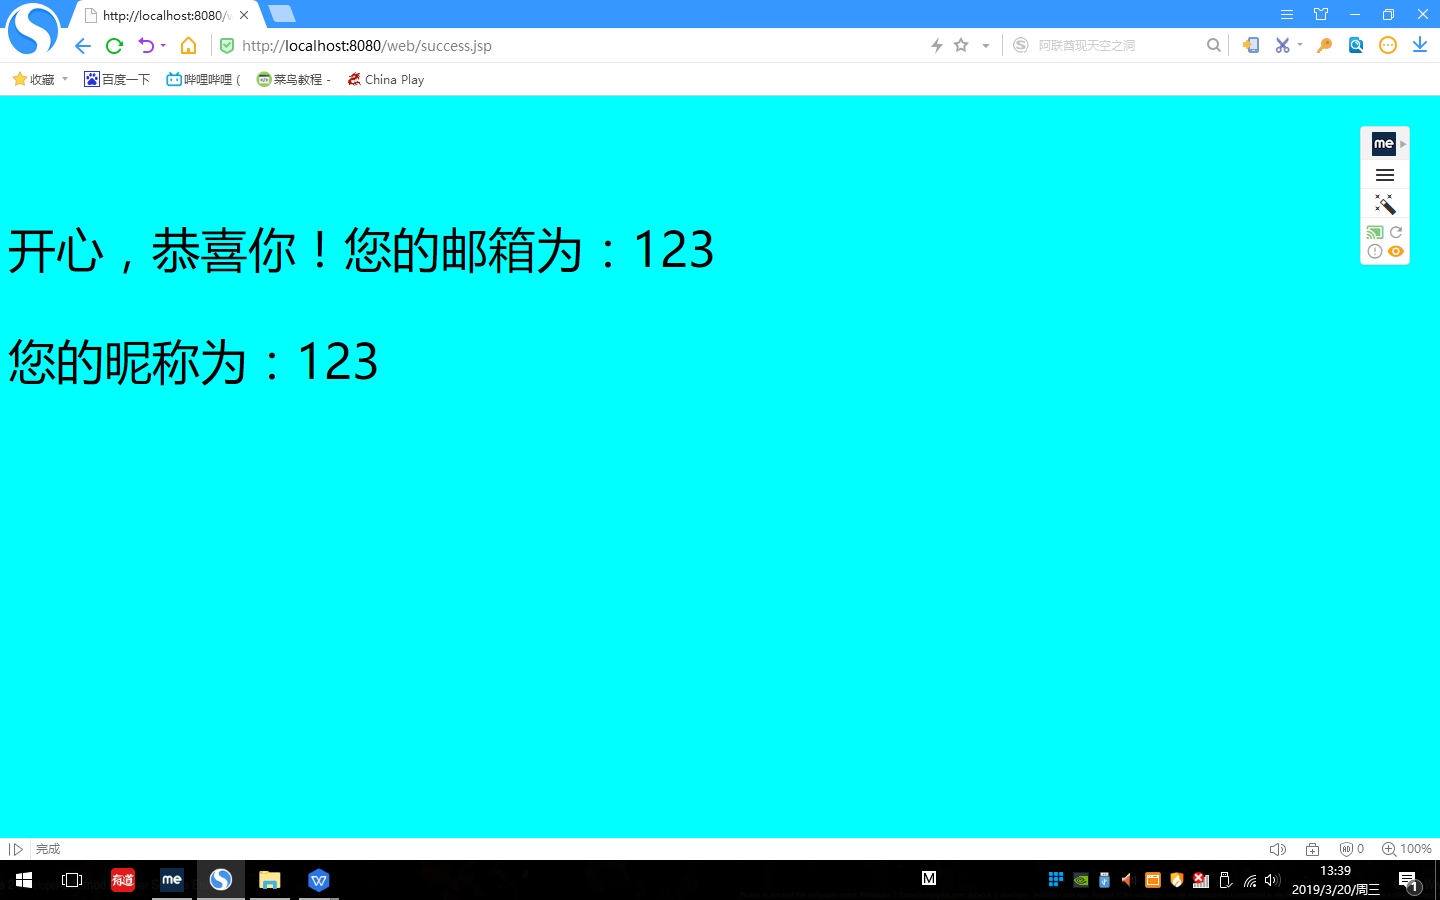 http://localhost:8080/w
http://localhost:8080/web/success.jsp
阿联酋现天空之洞
收藏
百度一下
哔哩哔哩 (
菜鸟教程 -
China Play
me
开心，恭喜你！您的邮箱为：123
您的昵称为：123
完成
0
100%
有道
me
M
13:39
2019/3/20/周三
1